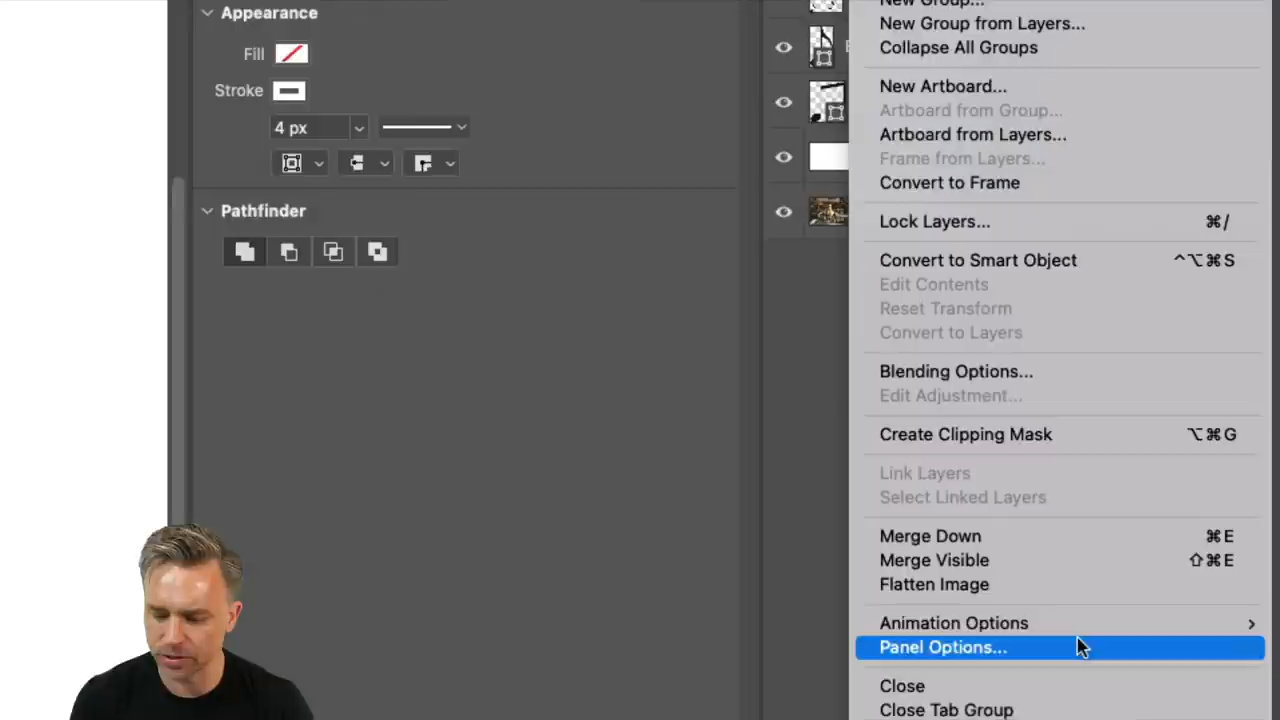 Appearance
Fill
Stroke
4 px
Pathfinder
New Group...
New Group from Layers...
Collapse All Groups
New Artboard...
Artboard from Group...
Artboard from Layers...
Frame from Layers...
Convert to Frame
Lock Layers... ⌘/
Convert to Smart Object ^⌥⌘S
Edit Contents
Reset Transform
Convert to Layers
Blending Options...
Edit Adjustment...
Create Clipping Mask ⌥⌘G
Link Layers
Select Linked Layers
Merge Down ⌘E
Merge Visible ⇧⌘E
Flatten Image
Animation Options
Panel Options...
Close
Close Tab Group